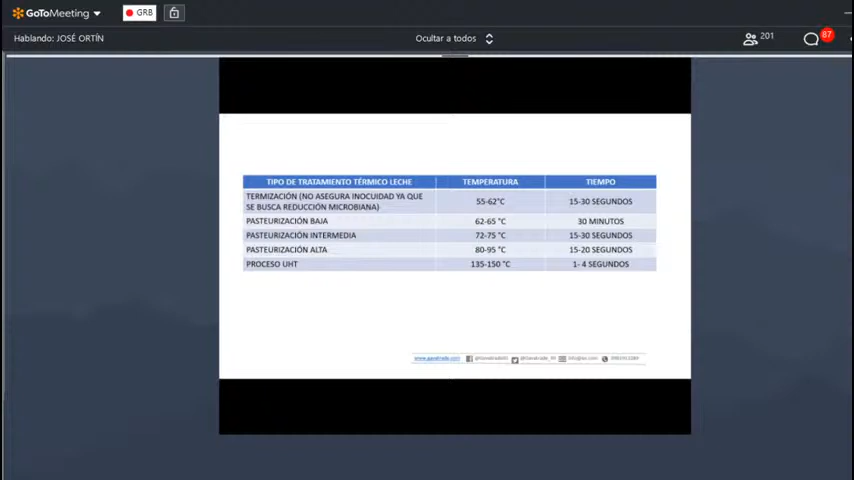 GoToMeeting
GRB
Hablando: JOSÉ ORTÍN
Ocultar a todos
201
87
TIPO DE TRATAMIENTO TÉRMICO LECHE TEMPERATURA TIEMPO
TERMIZACIÓN (NO ASEGURA INOCUIDAD YA QUE
SE BUSCA REDUCCIÓN MICROBIANA) 55-62°C 15-30 SEGUNDOS
PASTEURIZACIÓN BAJA 62-65 °C 30 MINUTOS
PASTEURIZACIÓN INTERMEDIA 72-75 °C 15-30 SEGUNDOS
PASTEURIZACIÓN ALTA 80-95 °C 15-20 SEGUNDOS
PROCESO UHT 135-150 °C 1- 4 SEGUNDOS